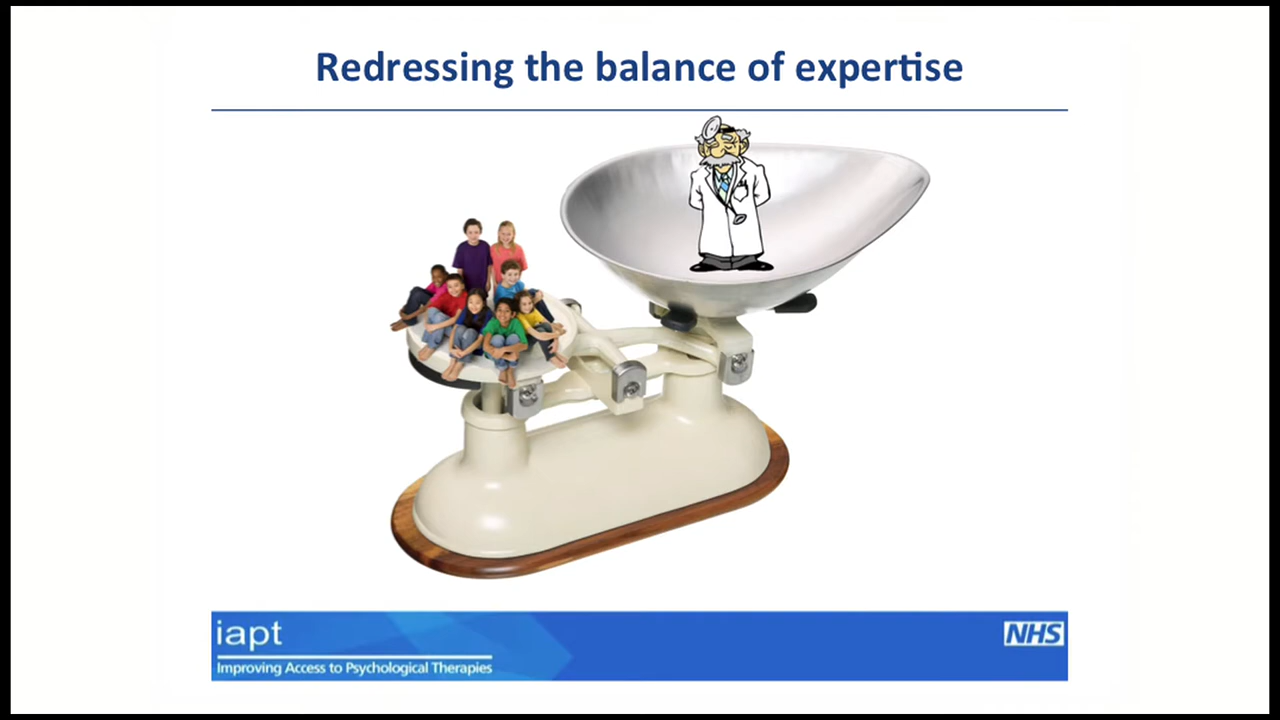 Redressing the balance of expertise
iapt
Improving Access to Psychological Therapies
NHS